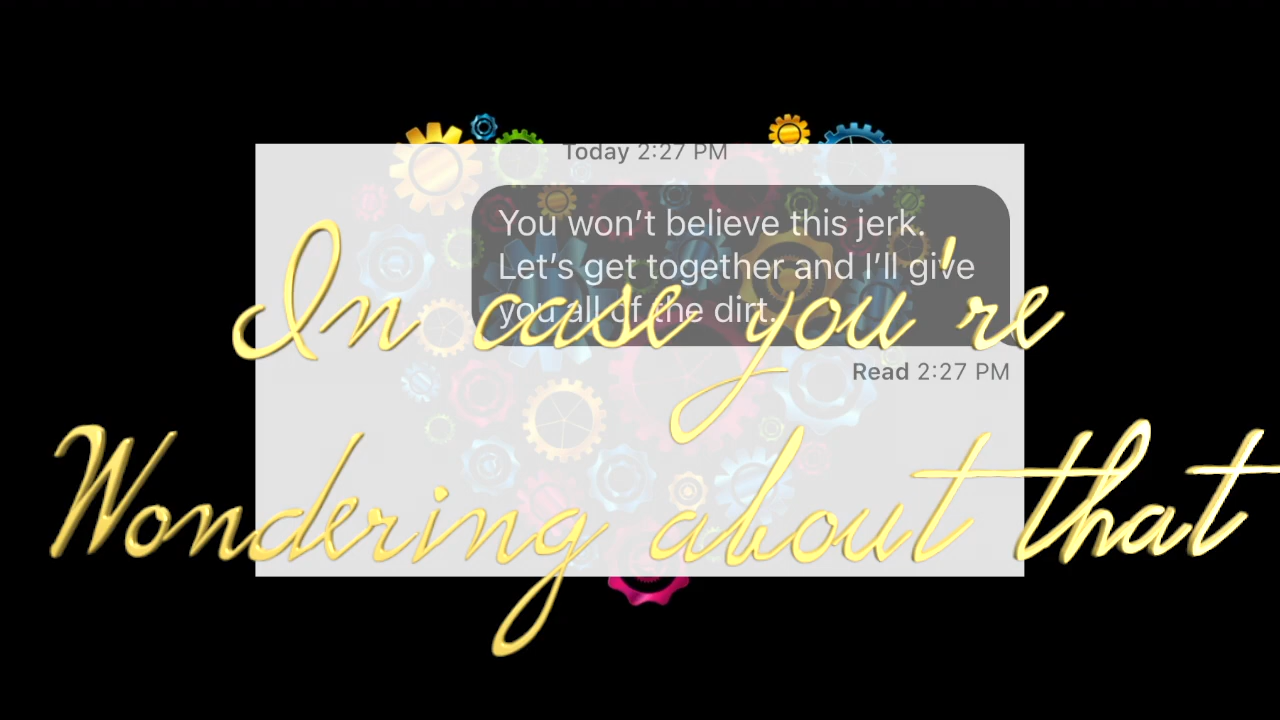 Today 2:27 PM
You won’t believe this jerk.
Let’s get together and I’ll give
you all of the dirt.
Read 2:27 PM
In case you're
Wondering about that